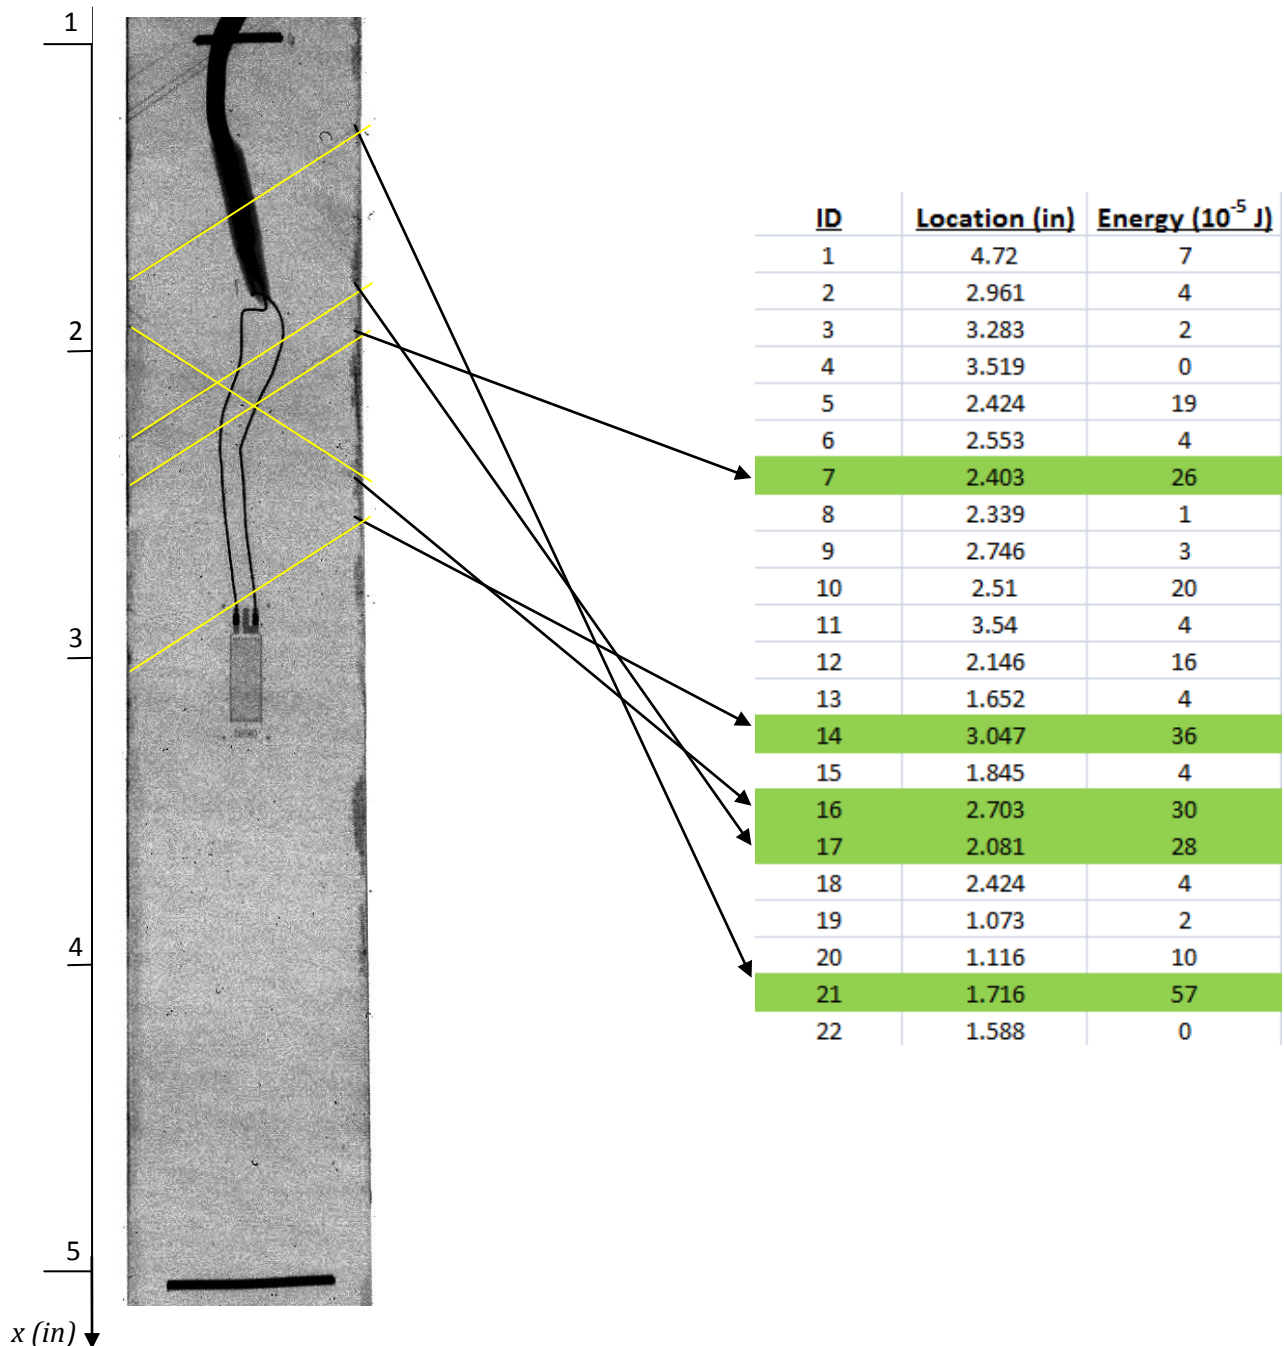 1
2
3
4
5
x (in)
ID Location (in) Energy (10⁻⁵ J)
1 4.72 7
2 2.961 4
3 3.283 2
4 3.519 0
5 2.424 19
6 2.553 4
7 2.403 26
8 2.339 1
9 2.746 3
10 2.51 20
11 3.54 4
12 2.146 16
13 1.652 4
14 3.047 36
15 1.845 4
16 2.703 30
17 2.081 28
18 2.424 4
19 1.073 2
20 1.116 10
21 1.716 57
22 1.588 0